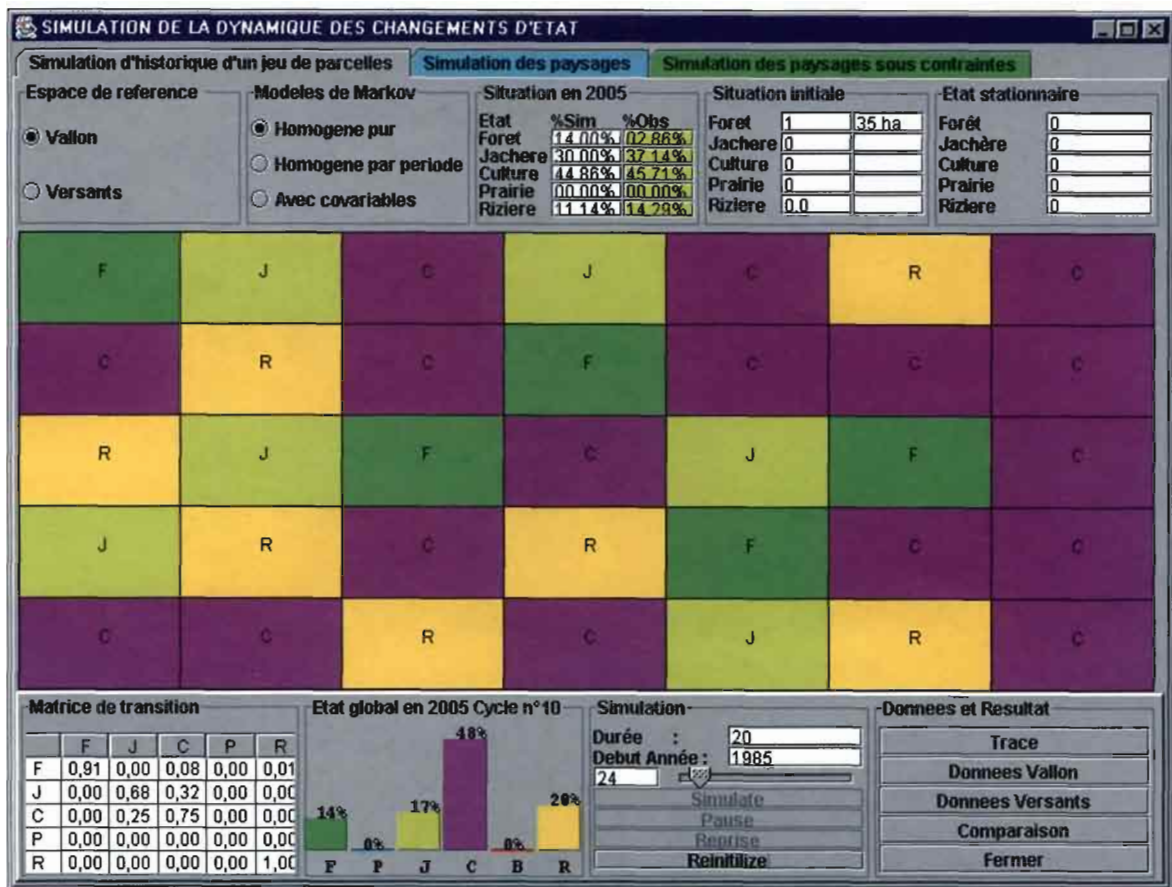 SIMULATION DE LA DYNAMIQUE DES CHANGEMENTS D'ETAT
Simulation d'historique d'un jeu de parcelles Simulation des paysages Simulation des paysages sous contraintes
Espace de reference
Vallon
Versants
Modeles de Markov
Homogene pur
Homogene par periode
Avec covariables
Situation en 2005
Etat %Sim %Obs
Foret 14.00% 02.86%
Jachere 30.00% 37.14%
Culture 44.86% 45.71%
Prairie 00.00% 00.00%
Riziere 11.14% 14.29%
Situation initiale
Foret 1 35 ha
Jachere 0
Culture 0
Prairie 0
Riziere 0.0
Etat stationnaire
Forêt 0
Jachère 0
Culture 0
Prairie 0
Riziere 0
F J C J C R C
C R C F C C C
R J F C J F C
J R C R F C C
C C R C J R C
Matrice de transition
F J C P R
F 0,91 0,00 0,08 0,00 0,01
J 0,00 0,68 0,32 0,00 0,00
C 0,00 0,25 0,75 0,00 0,00
P 0,00 0,00 0,00 0,00 0,00
R 0,00 0,00 0,00 0,00 1,00
Etat global en 2005 Cycle n°10
14% 0% 17% 48% 0% 20%
F P J C B R
Simulation
Durée : 20
Debut Année : 1985
24
Simulate
Pause
Reprise
Reinitilize
Donnees et Resultat
Trace
Donnees Vallon
Donnees Versants
Comparaison
Fermer